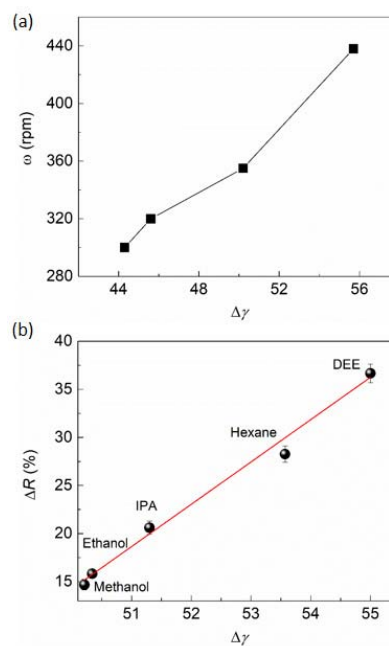 (a)
440
400
360
320
280
ω (rpm)
44 48 52 56
Δγ
(b)
40
35
30
25
20
15
ΔR (%)
DEE
Hexane
IPA
Ethanol
Methanol
51 52 53 54 55
Δγ